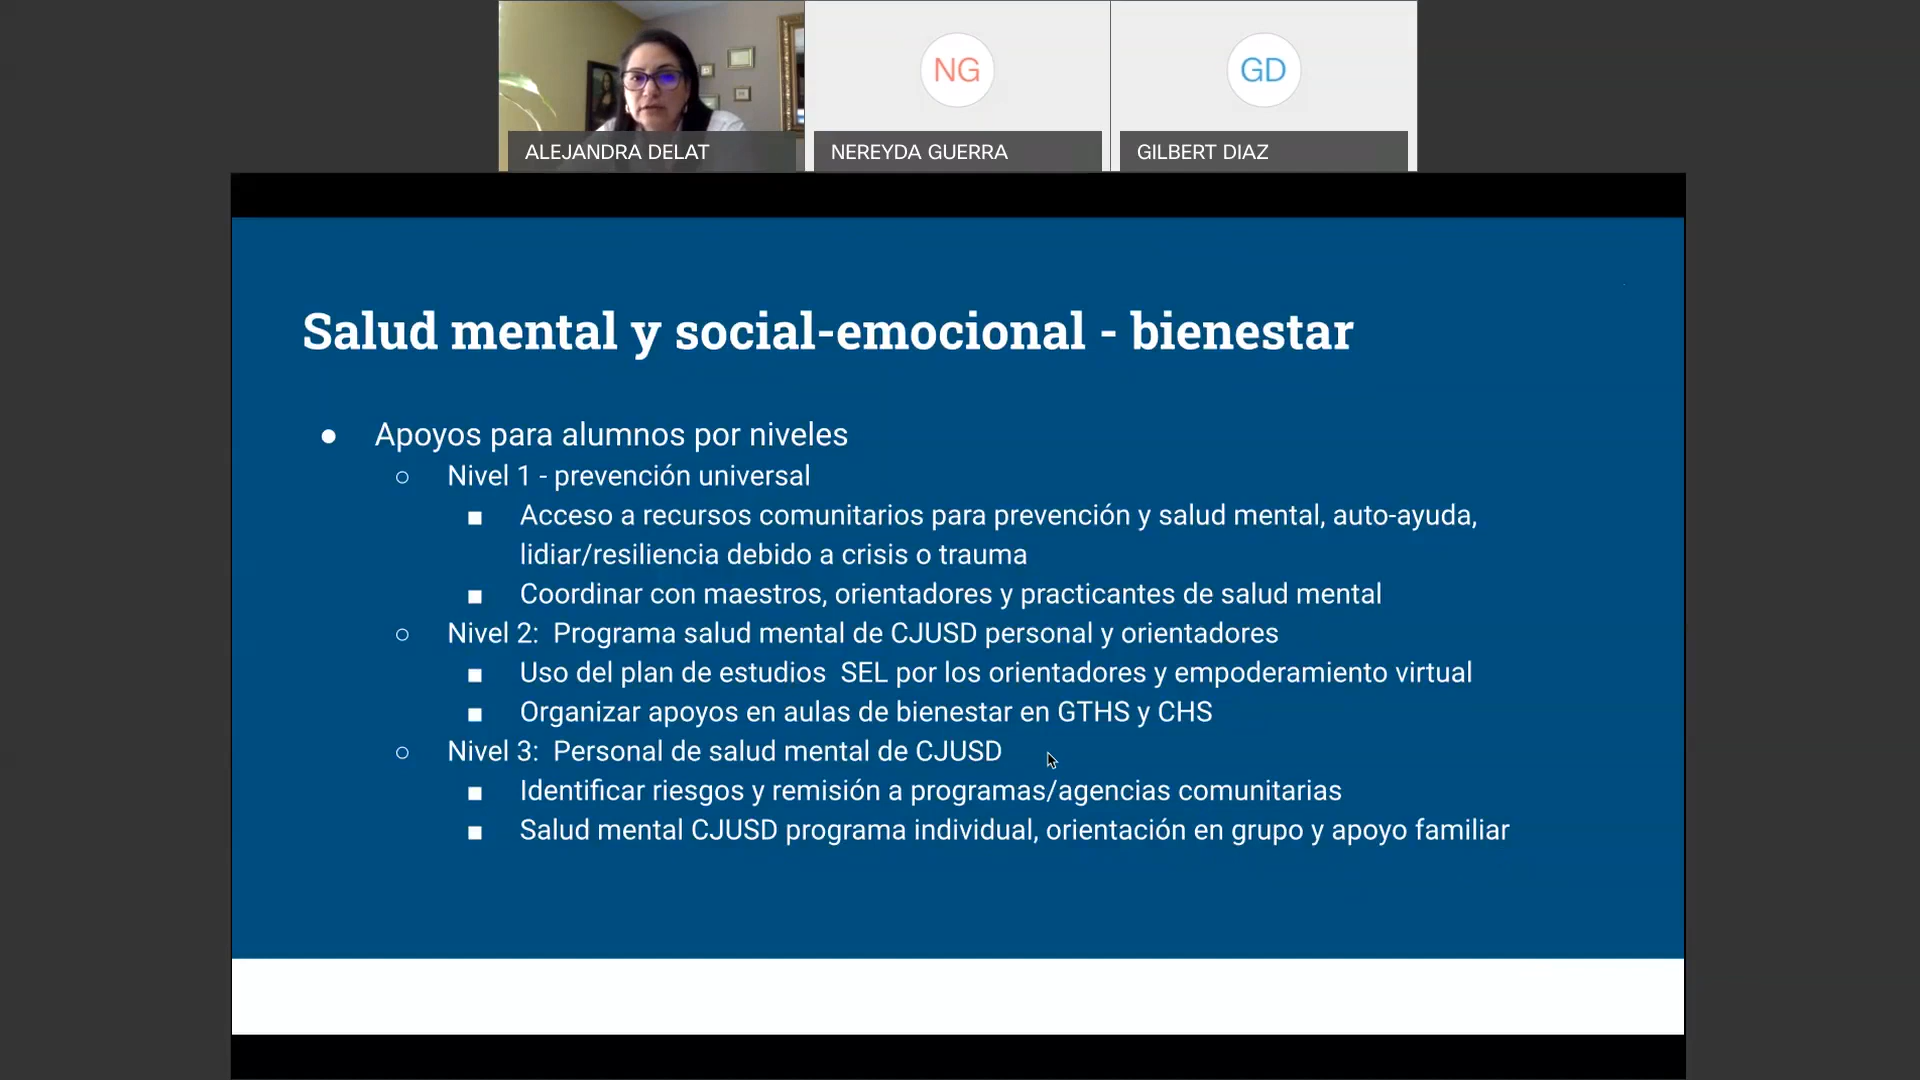 NG
GD
ALEJANDRA DELAT
NEREYDA GUERRA
GILBERT DIAZ
Salud mental y social-emocional - bienestar
● Apoyos para alumnos por niveles
○ Nivel 1 - prevención universal
■ Acceso a recursos comunitarios para prevención y salud mental, auto-ayuda,
lidiar/resiliencia debido a crisis o trauma
■ Coordinar con maestros, orientadores y practicantes de salud mental
○ Nivel 2:  Programa salud mental de CJUSD personal y orientadores
■ Uso del plan de estudios  SEL por los orientadores y empoderamiento virtual
■ Organizar apoyos en aulas de bienestar en GTHS y CHS
○ Nivel 3:  Personal de salud mental de CJUSD
■ Identificar riesgos y remisión a programas/agencias comunitarias
■ Salud mental CJUSD programa individual, orientación en grupo y apoyo familiar